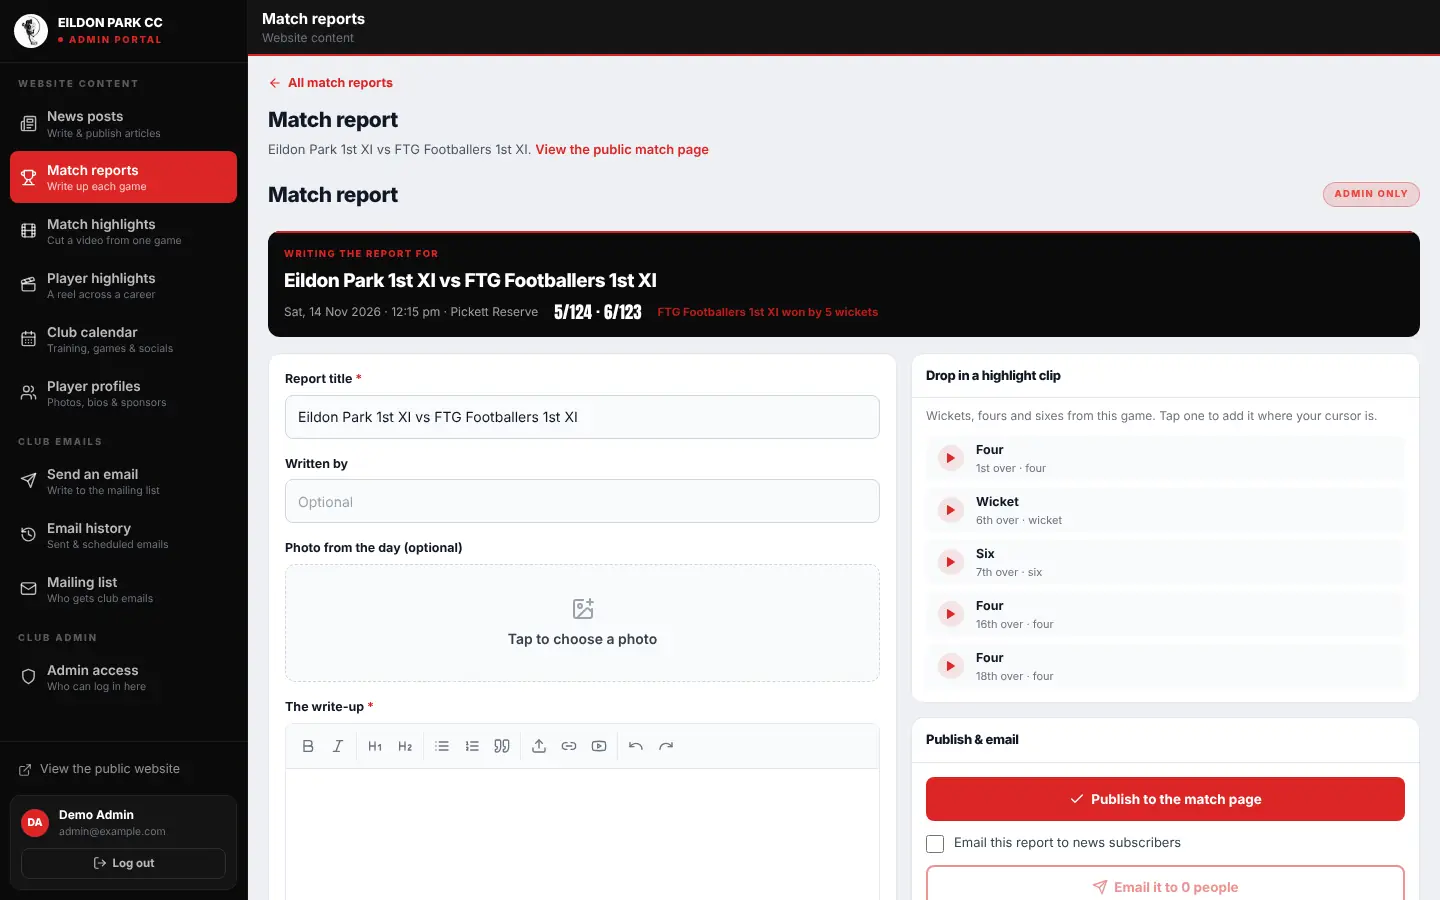 EILDON PARK CC
ADMIN PORTAL
WEBSITE CONTENT
News posts
Write & publish articles
Match reports
Write up each game
Match highlights
Cut a video from one game
Player highlights
A reel across a career
Club calendar
Training, games & socials
Player profiles
Photos, bios & sponsors
CLUB EMAILS
Send an email
Write to the mailing list
Email history
Sent & scheduled emails
Mailing list
Who gets club emails
CLUB ADMIN
Admin access
Who can log in here
View the public website
DA
Demo Admin
admin@example.com
Log out
Match reports
Website content
All match reports
Match report
Eildon Park 1st XI vs FTG Footballers 1st XI. View the public match page
Match report
ADMIN ONLY
WRITING THE REPORT FOR
Eildon Park 1st XI vs FTG Footballers 1st XI
Sat, 14 Nov 2026 · 12:15 pm · Pickett Reserve 5/124 · 6/123 FTG Footballers 1st XI won by 5 wickets
Report title *
Eildon Park 1st XI vs FTG Footballers 1st XI
Written by
Optional
Photo from the day (optional)
Tap to choose a photo
The write-up *
B I H1 H2
Drop in a highlight clip
Wickets, fours and sixes from this game. Tap one to add it where your cursor is.
Four
1st over · four
Wicket
6th over · wicket
Six
7th over · six
Four
16th over · four
Four
18th over · four
Publish & email
Publish to the match page
Email this report to news subscribers
Email it to 0 people